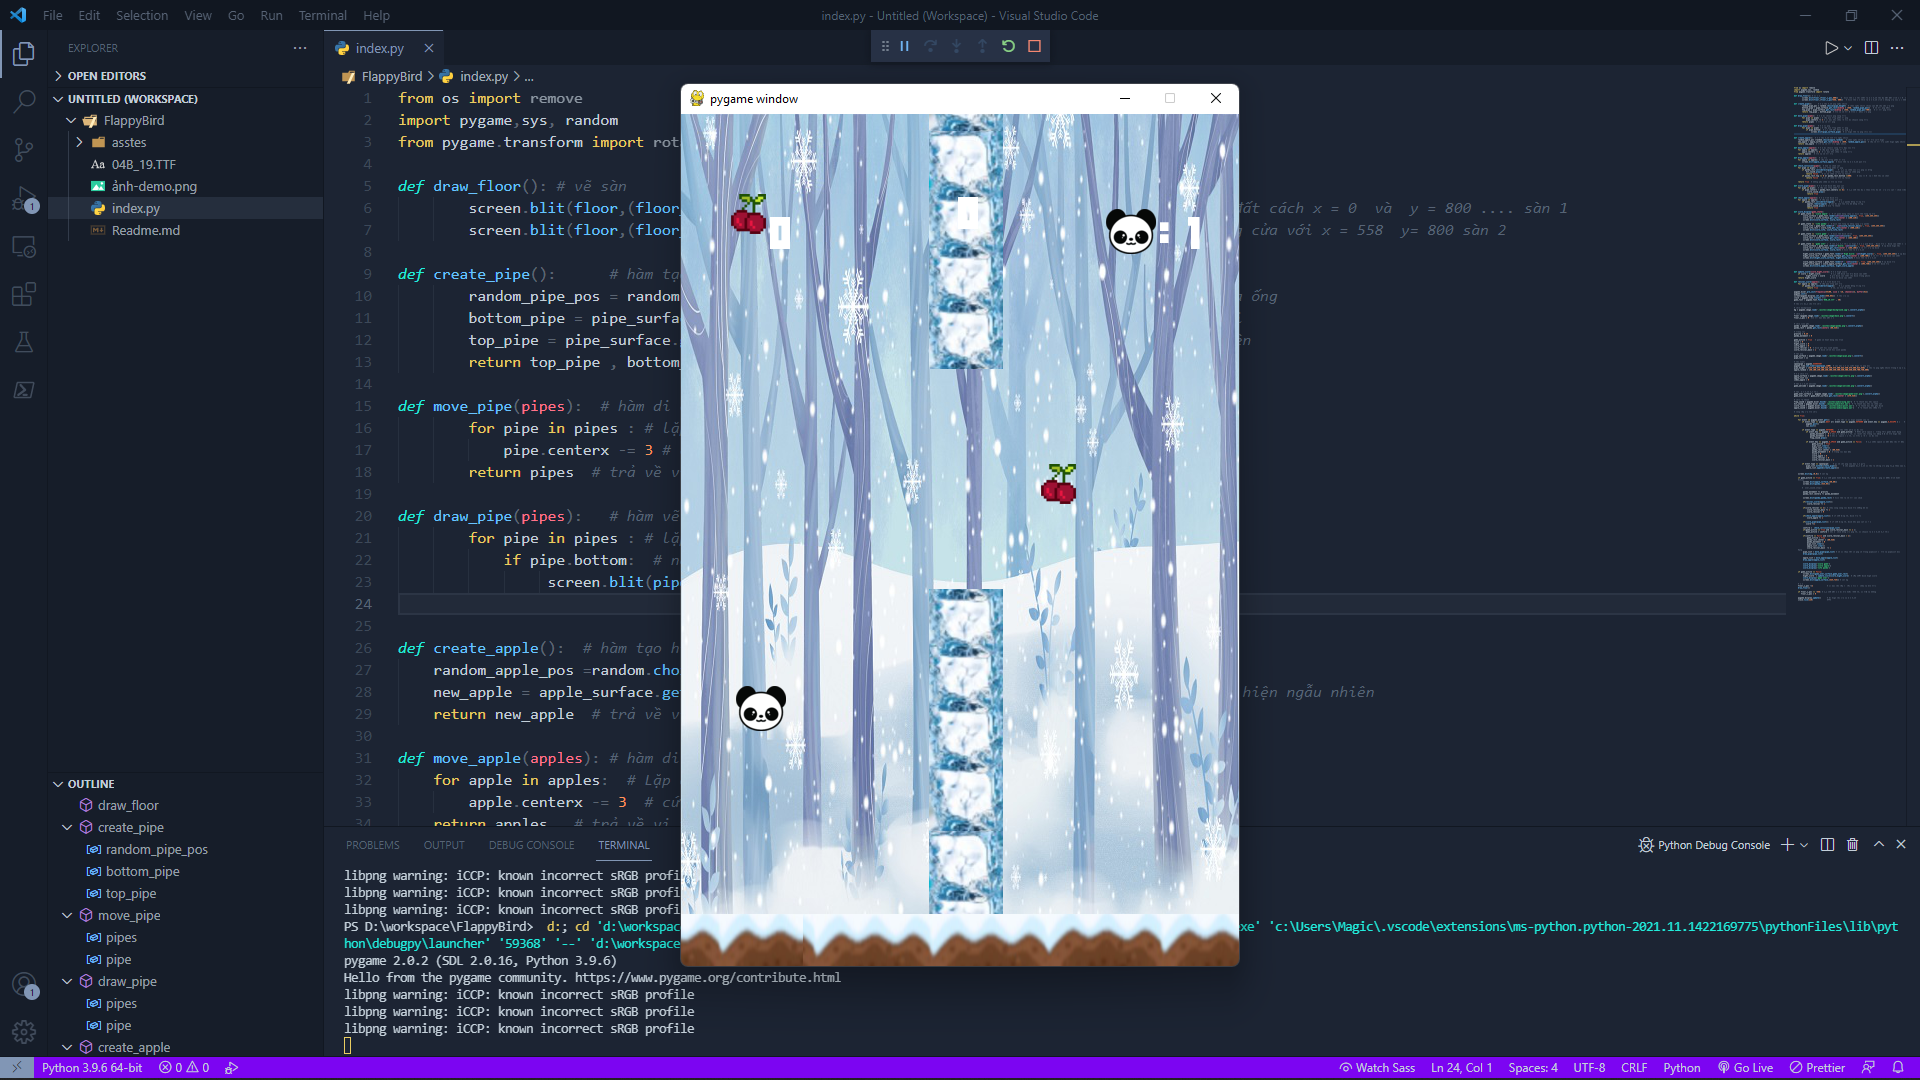 File Edit Selection View Go Run Terminal Help
index.py - Untitled (Workspace) - Visual Studio Code
EXPLORER
OPEN EDITORS
UNTITLED (WORKSPACE)
FlappyBird
asstes
Aa 04B_19.TTF
ảnh-demo.png
index.py
Readme.md
OUTLINE
draw_floor
create_pipe
random_pipe_pos
bottom_pipe
top_pipe
move_pipe
pipes
pipe
draw_pipe
pipes
pipe
create_apple
1
1
index.py
FlappyBird > index.py > ...
1 from os import remove
2 import pygame,sys, random
3 from pygame.transform import rot
4
5 def draw_floor(): # vẽ sàn
6 screen.blit(floor,(floor đất cách x = 0 và y = 800 .... sàn 1
7 screen.blit(floor,(floor cửa với x = 558 y= 800 sàn 2
8
9 def create_pipe(): # hàm tạo
10 random_pipe_pos = random ống
11 bottom_pipe = pipe_surfa
12 top_pipe = pipe_surface.
13 return top_pipe , bottom
14
15 def move_pipe(pipes): # hàm di
16 for pipe in pipes : # lặ
17 pipe.centerx -= 3 #
18 return pipes # trả về v
19
20 def draw_pipe(pipes): # hàm vẽ
21 for pipe in pipes : # lặ
22 if pipe.bottom: # n
23 screen.blit(pip
24
25
26 def create_apple(): # hàm tạo h
27 random_apple_pos =random.cho
28 new_apple = apple_surface.ge hiện ngẫu nhiên
29 return new_apple # trả về v
30
31 def move_apple(apples): # hàm di
32 for apple in apples: # Lặp
33 apple.centerx -= 3 # cứ
34 return apples # trả về vị
pygame window
0
: 1
PROBLEMS OUTPUT DEBUG CONSOLE TERMINAL
Python Debug Console
libpng warning: iCCP: known incorrect sRGB profi
libpng warning: iCCP: known incorrect sRGB profi
libpng warning: iCCP: known incorrect sRGB profi
PS D:\workspace\FlappyBird> d:; cd 'd:\workspac xe' 'c:\Users\Magic\.vscode\extensions\ms-python.python-2021.11.1422169775\pythonFiles\lib\pyt
hon\debugpy\launcher' '59368' '--' 'd:\workspace
pygame 2.0.2 (SDL 2.0.16, Python 3.9.6)
Hello from the pygame community. https://www.pygame.org/contribute.html
libpng warning: iCCP: known incorrect sRGB profile
libpng warning: iCCP: known incorrect sRGB profile
libpng warning: iCCP: known incorrect sRGB profile
Python 3.9.6 64-bit 0 0
Watch Sass Ln 24, Col 1 Spaces: 4 UTF-8 CRLF Python Go Live Prettier